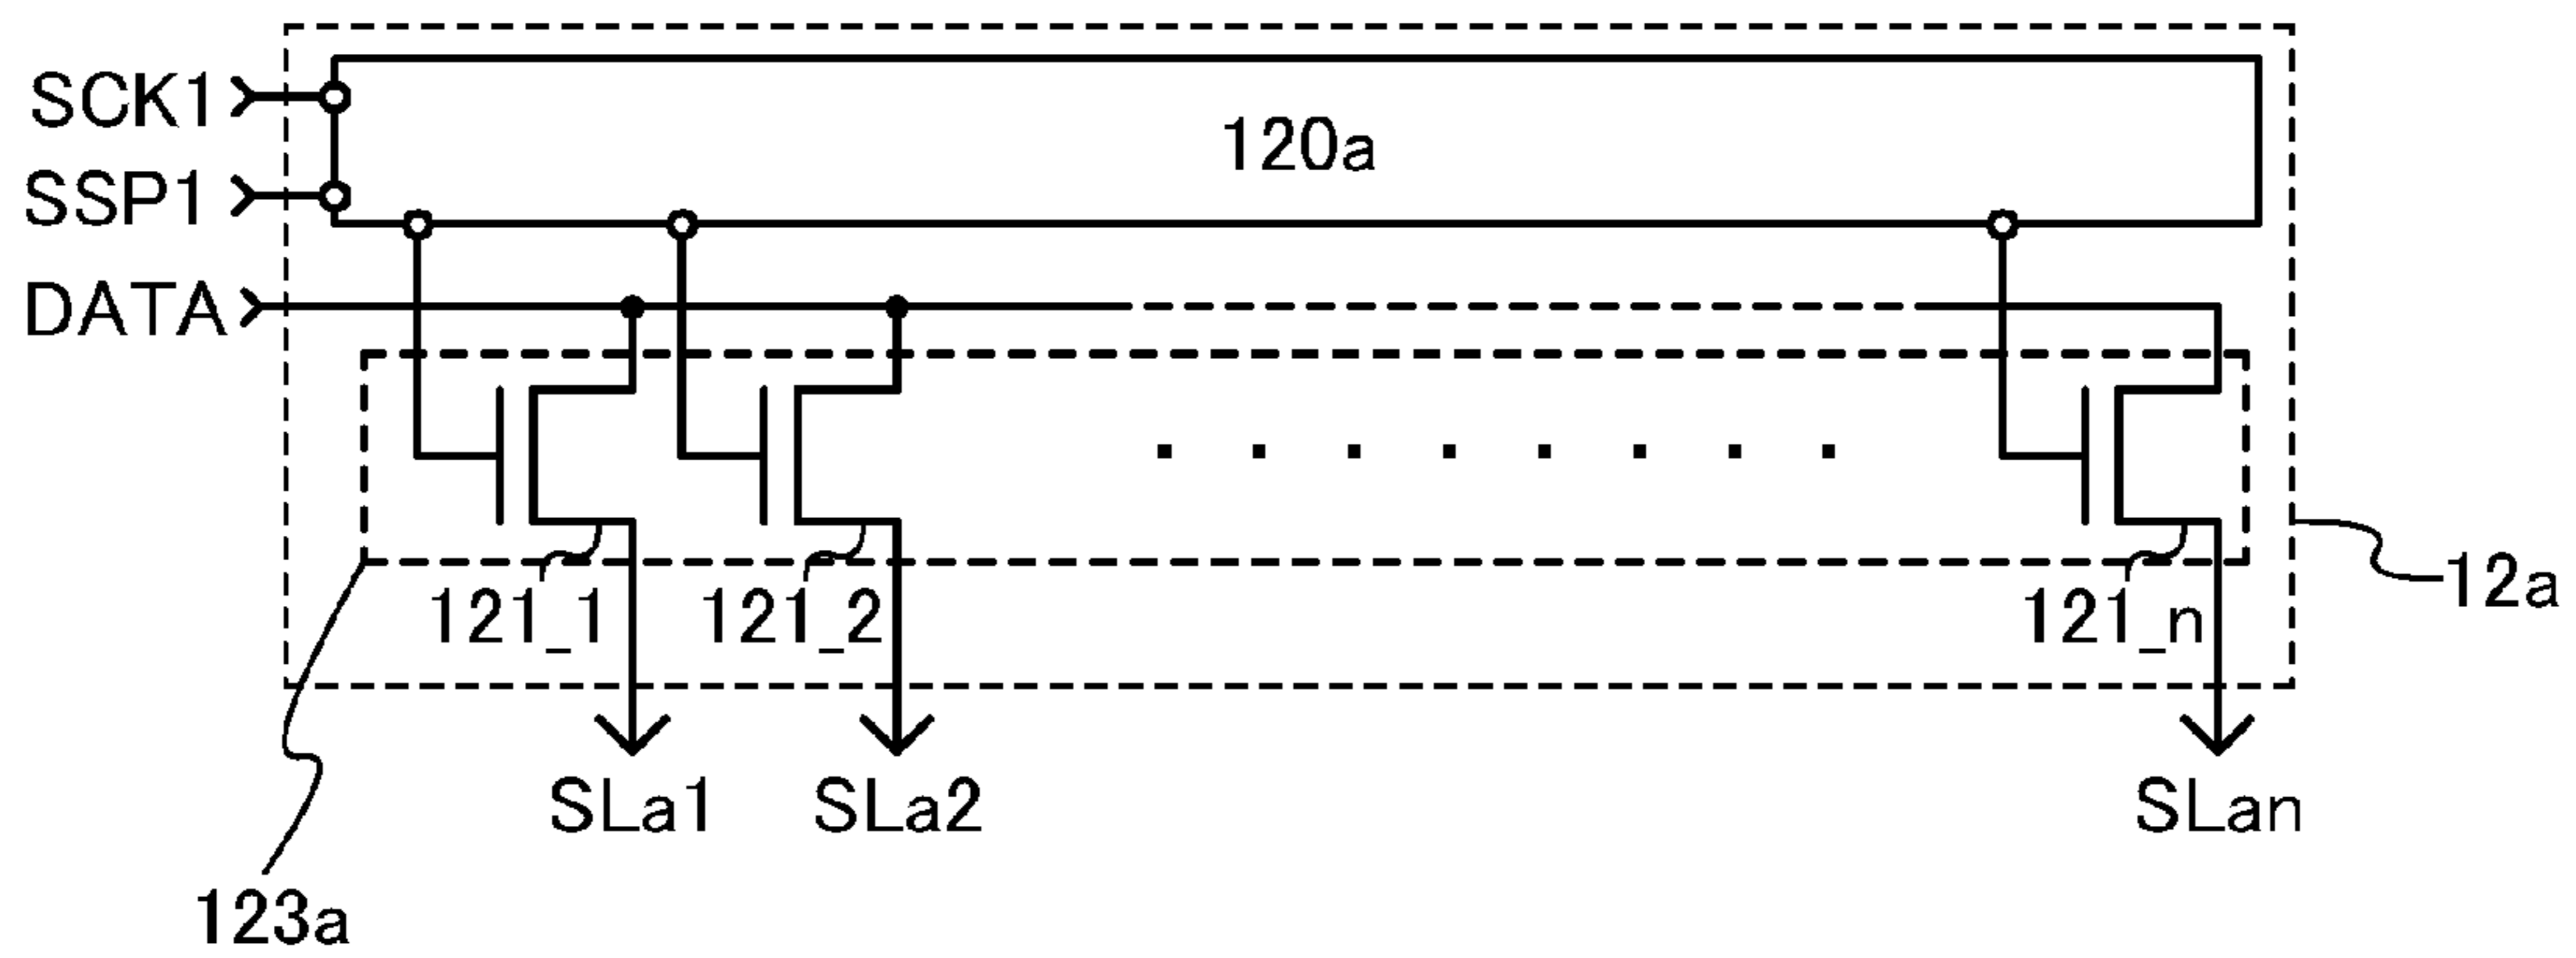 SCK1
120a
SSP1
DATA
12a
121_1 121_2 121_n
SLa1 SLa2 SLan
123a